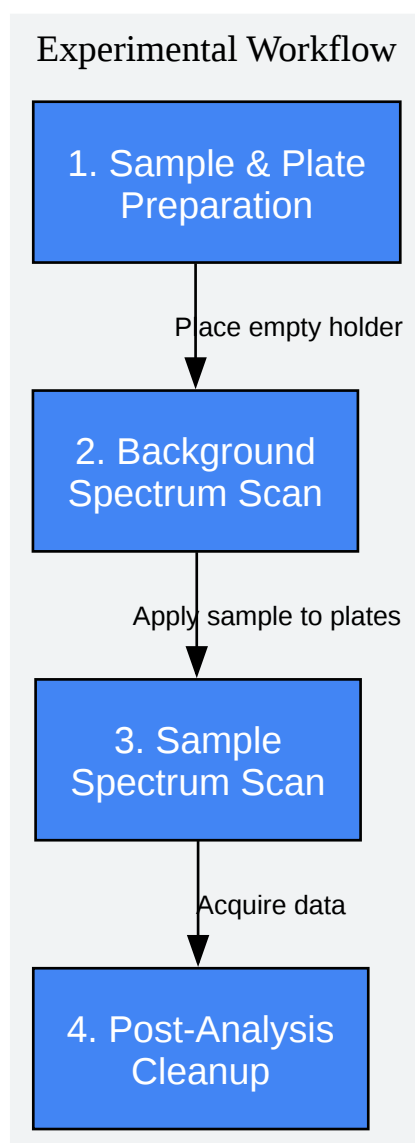 Experimental Workflow
1. Sample & Plate
Preparation
Place empty holder
2. Background
Spectrum Scan
Apply sample to plates
3. Sample
Spectrum Scan
Acquire data
4. Post-Analysis
Cleanup